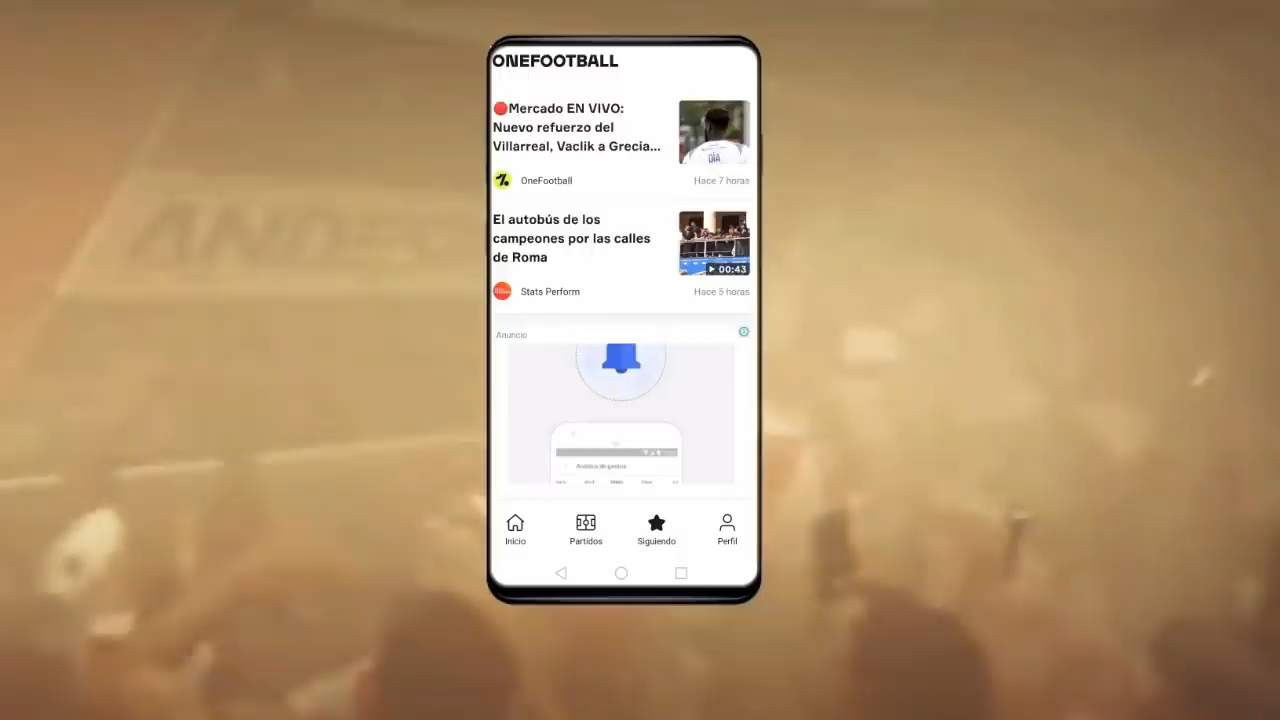 ONEFOOTBALL
🔴Mercado EN VIVO:
Nuevo refuerzo del
Villarreal, Vaclik a Grecia...
DÍA
OneFootball
Hace 7 horas
El autobús de los
campeones por las calles
de Roma
00:43
Stats Perform
Hace 5 horas
Anuncio
Inicio
Partidos
Siguiendo
Perfil